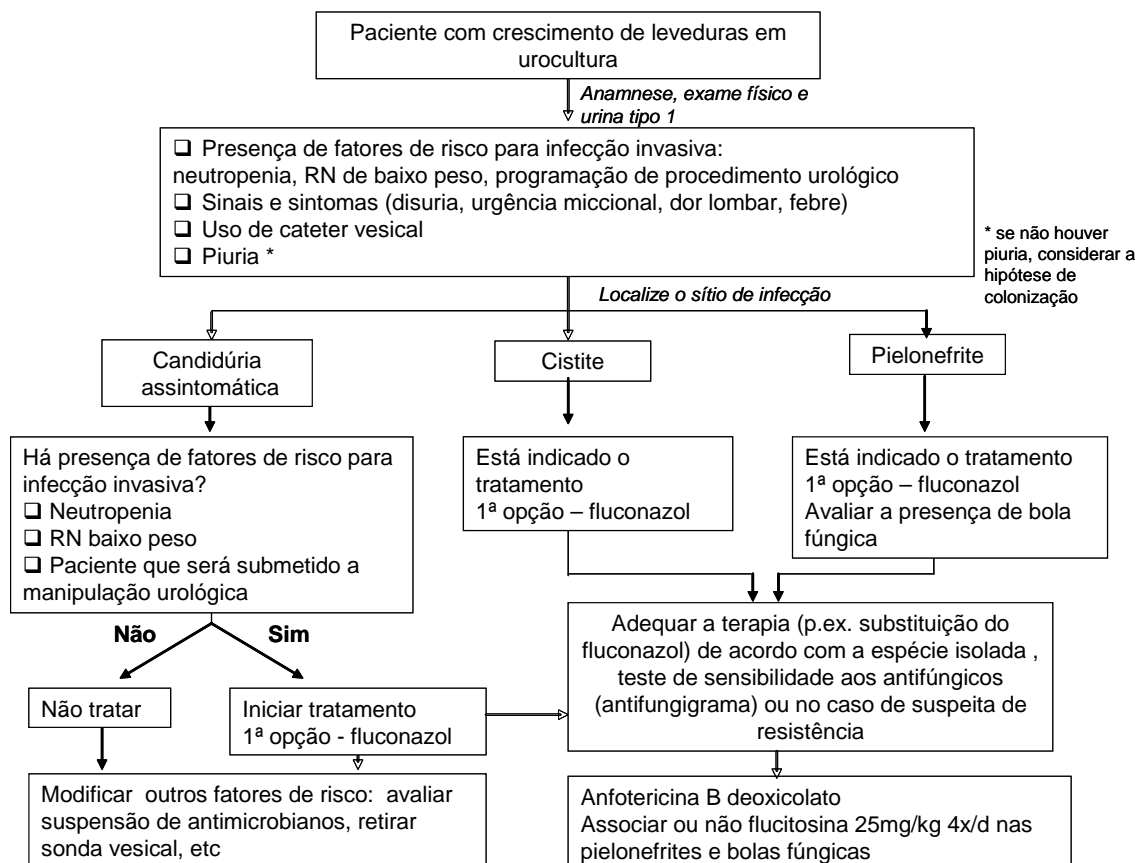 Paciente com crescimento de leveduras em
urocultura
Anamnese, exame físico e
urina tipo 1
❑ Presença de fatores de risco para infecção invasiva:
neutropenia, RN de baixo peso, programação de procedimento urológico
❑ Sinais e sintomas (disuria, urgência miccional, dor lombar, febre)
❑ Uso de cateter vesical
❑ Piuria *
* se não houver
piuria, considerar a
hipótese de
colonização
Localize o sítio de infecção
Candidúria
assintomática
Cistite
Pielonefrite
Há presença de fatores de risco para
infecção invasiva?
❑ Neutropenia
❑ RN baixo peso
❑ Paciente que será submetido a
manipulação urológica
Está indicado o
tratamento
1ª opção – fluconazol
Está indicado o tratamento
1ª opção – fluconazol
Avaliar a presença de bola
fúngica
Não
Sim
Não tratar
Iniciar tratamento
1ª opção - fluconazol
Adequar a terapia (p.ex. substituição do
fluconazol) de acordo com a espécie isolada ,
teste de sensibilidade aos antifúngicos
(antifungigrama) ou no caso de suspeita de
resistência
Modificar outros fatores de risco: avaliar
suspensão de antimicrobianos, retirar
sonda vesical, etc
Anfotericina B deoxicolato
Associar ou não flucitosina 25mg/kg 4x/d nas
pielonefrites e bolas fúngicas